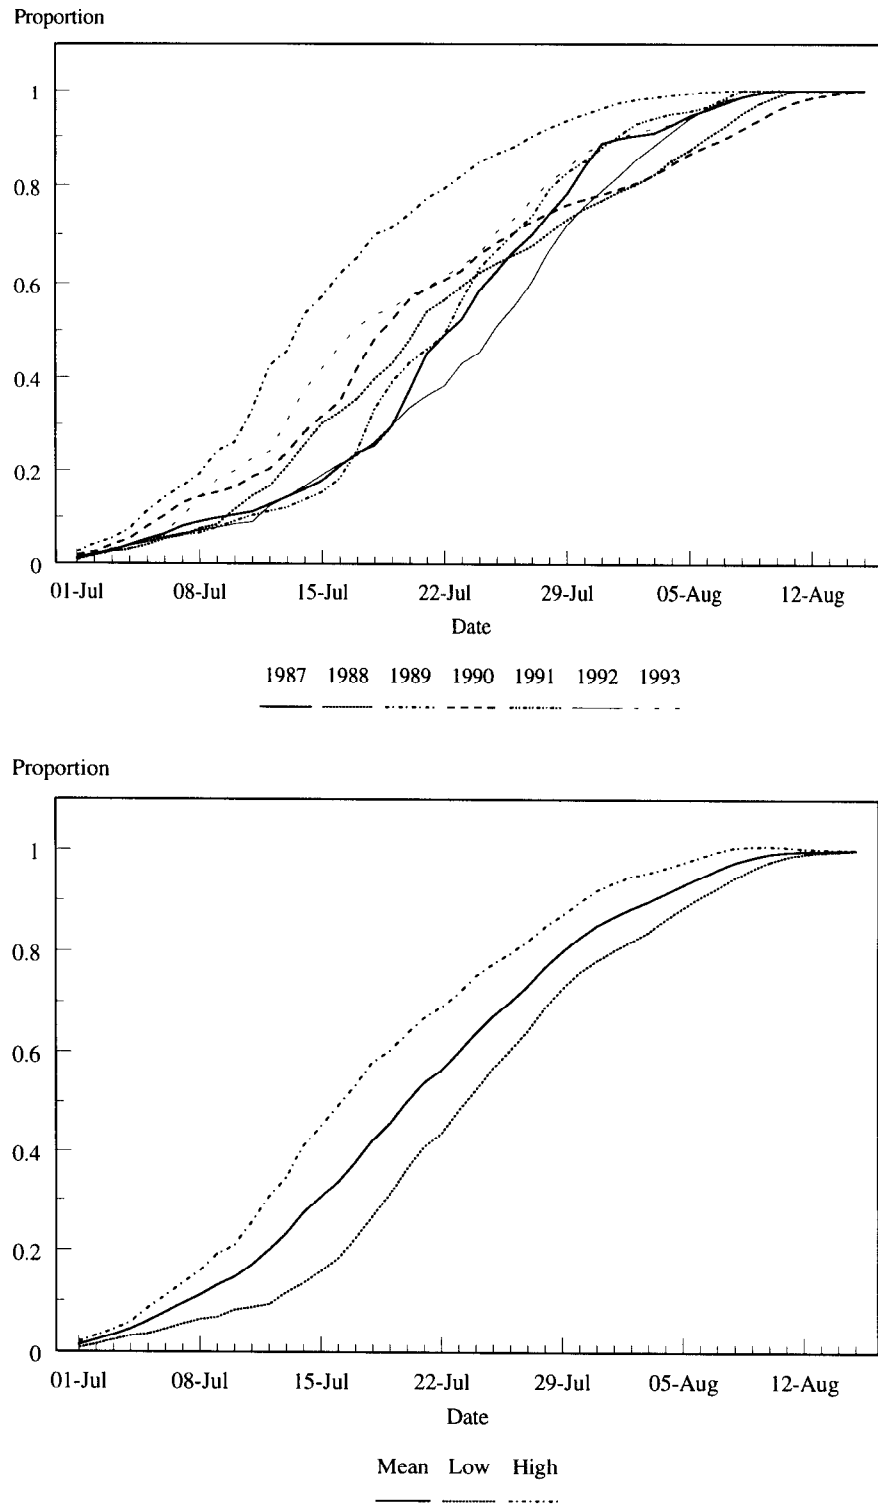 Proportion
1
0.8
0.6
0.4
0.2
0
01-Jul 08-Jul 15-Jul 22-Jul 29-Jul 05-Aug 12-Aug
Date
1987 1988 1989 1990 1991 1992 1993
Proportion
1
0.8
0.6
0.4
0.2
0
01-Jul 08-Jul 15-Jul 22-Jul 29-Jul 05-Aug 12-Aug
Date
Mean Low High